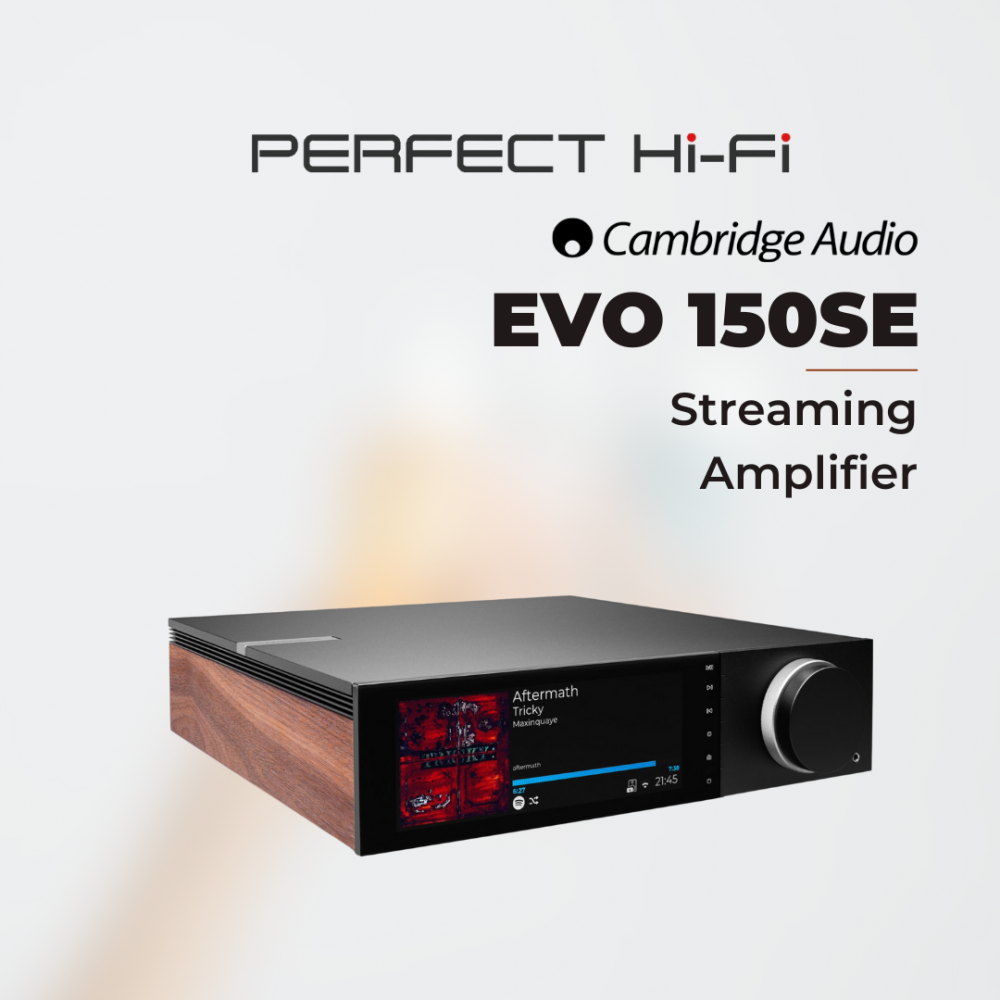 PERFECT Hi-Fi
Cambridge Audio
EVO 150SE
Streaming
Amplifier
Aftermath
Tricky
Maxinquaye
aftermath
7:38
6:27
21:45